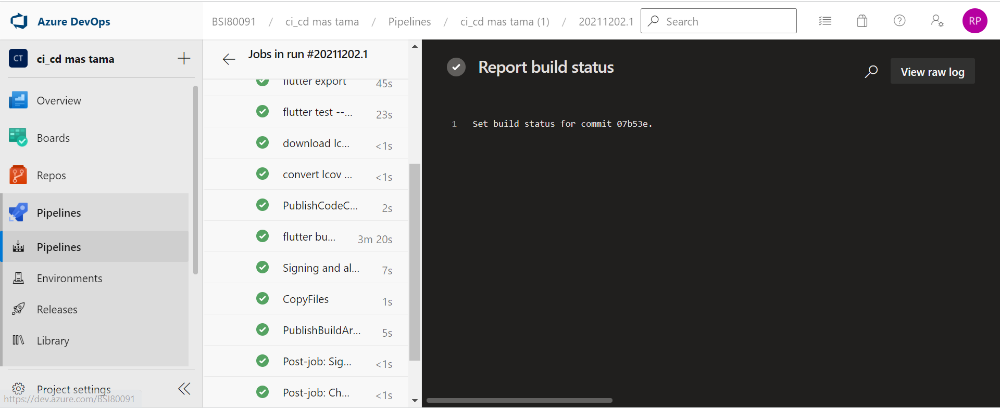 Azure DevOps
BSI80091 / ci_cd mas tama / Pipelines / ci_cd mas tama (1) / 20211202.1
Search
RP
CT
ci_cd mas tama
Overview
Boards
Repos
Pipelines
Pipelines
Environments
Releases
Library
Project settings
https://dev.azure.com/BSI80091
Jobs in run #20211202.1
flutter export 45s
flutter test --... 23s
download lc... <1s
convert lcov ... <1s
PublishCodeC... 2s
flutter bu... 3m 20s
Signing and al... 7s
CopyFiles 1s
PublishBuildAr... 5s
Post-job: Sig... <1s
Post-job: Ch... <1s
Report build status
View raw log
1 Set build status for commit 07b53e.